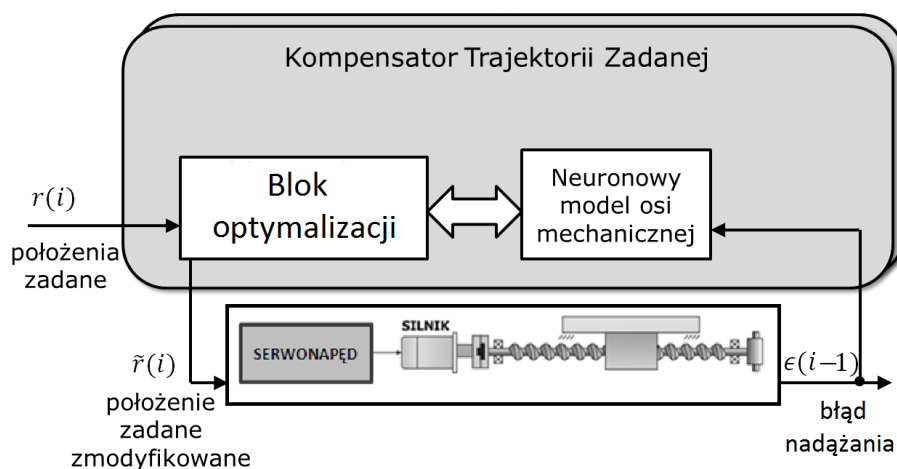 Kompensator Trajektorii Zadanej
Blok
optymalizacji
Neuronowy
model osi
mechanicznej
r(i)
położenia
zadane
SILNIK
SERWONAPĘD
r̃(i)
położenie
zadane
zmodyfikowane
ϵ(i−1)
błąd
nadążania